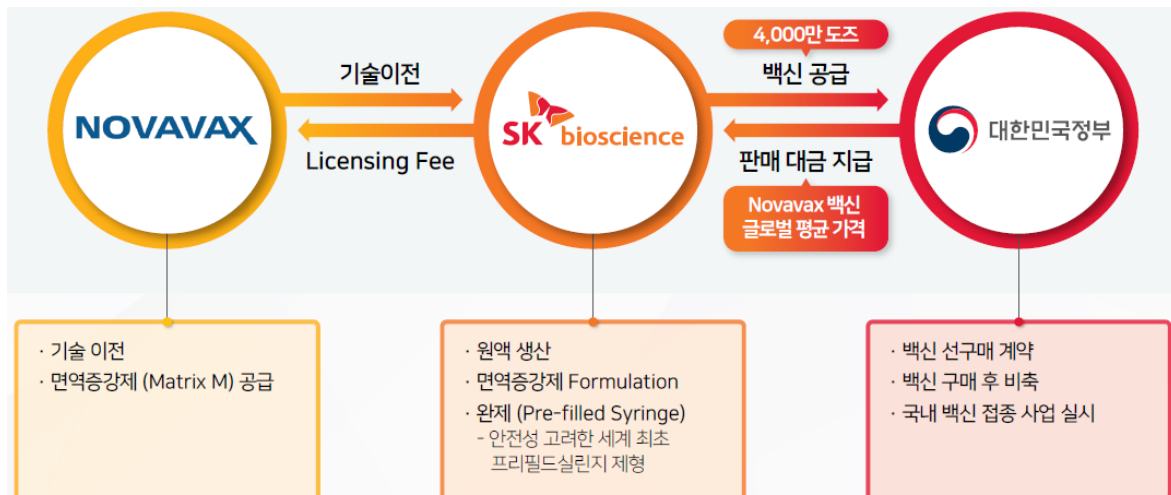 NOVAVAX
기술이전
Licensing Fee
SK bioscience
4,000만 도즈
백신 공급
판매 대금 지급
Novavax 백신
글로벌 평균 가격
대한민국정부
· 기술 이전
· 면역증강제 (Matrix M) 공급
· 원액 생산
· 면역증강제 Formulation
· 완제 (Pre-filled Syringe)
- 안전성 고려한 세계 최초
프리필드실린지 제형
· 백신 선구매 계약
· 백신 구매 후 비축
· 국내 백신 접종 사업 실시